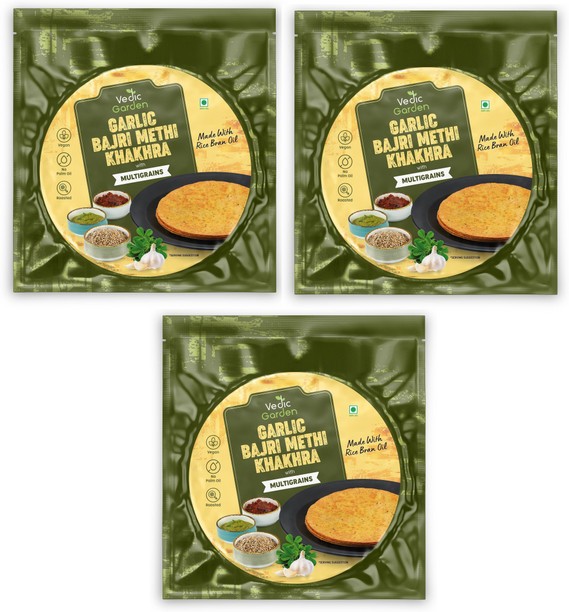 Vedic
Garden
GARLIC
BAJRI METHI
KHAKHRA
with
MULTIGRAINS
Made With
Rice Bran Oil
Vegan
No
Palm Oil
Roasted
Vedic
Garden
GARLIC
BAJRI METHI
KHAKHRA
with
MULTIGRAINS
Made With
Rice Bran Oil
Vegan
No
Palm Oil
Roasted
Vedic
Garden
GARLIC
BAJRI METHI
KHAKHRA
with
MULTIGRAINS
Made With
Rice Bran Oil
Vegan
No
Palm Oil
Roasted